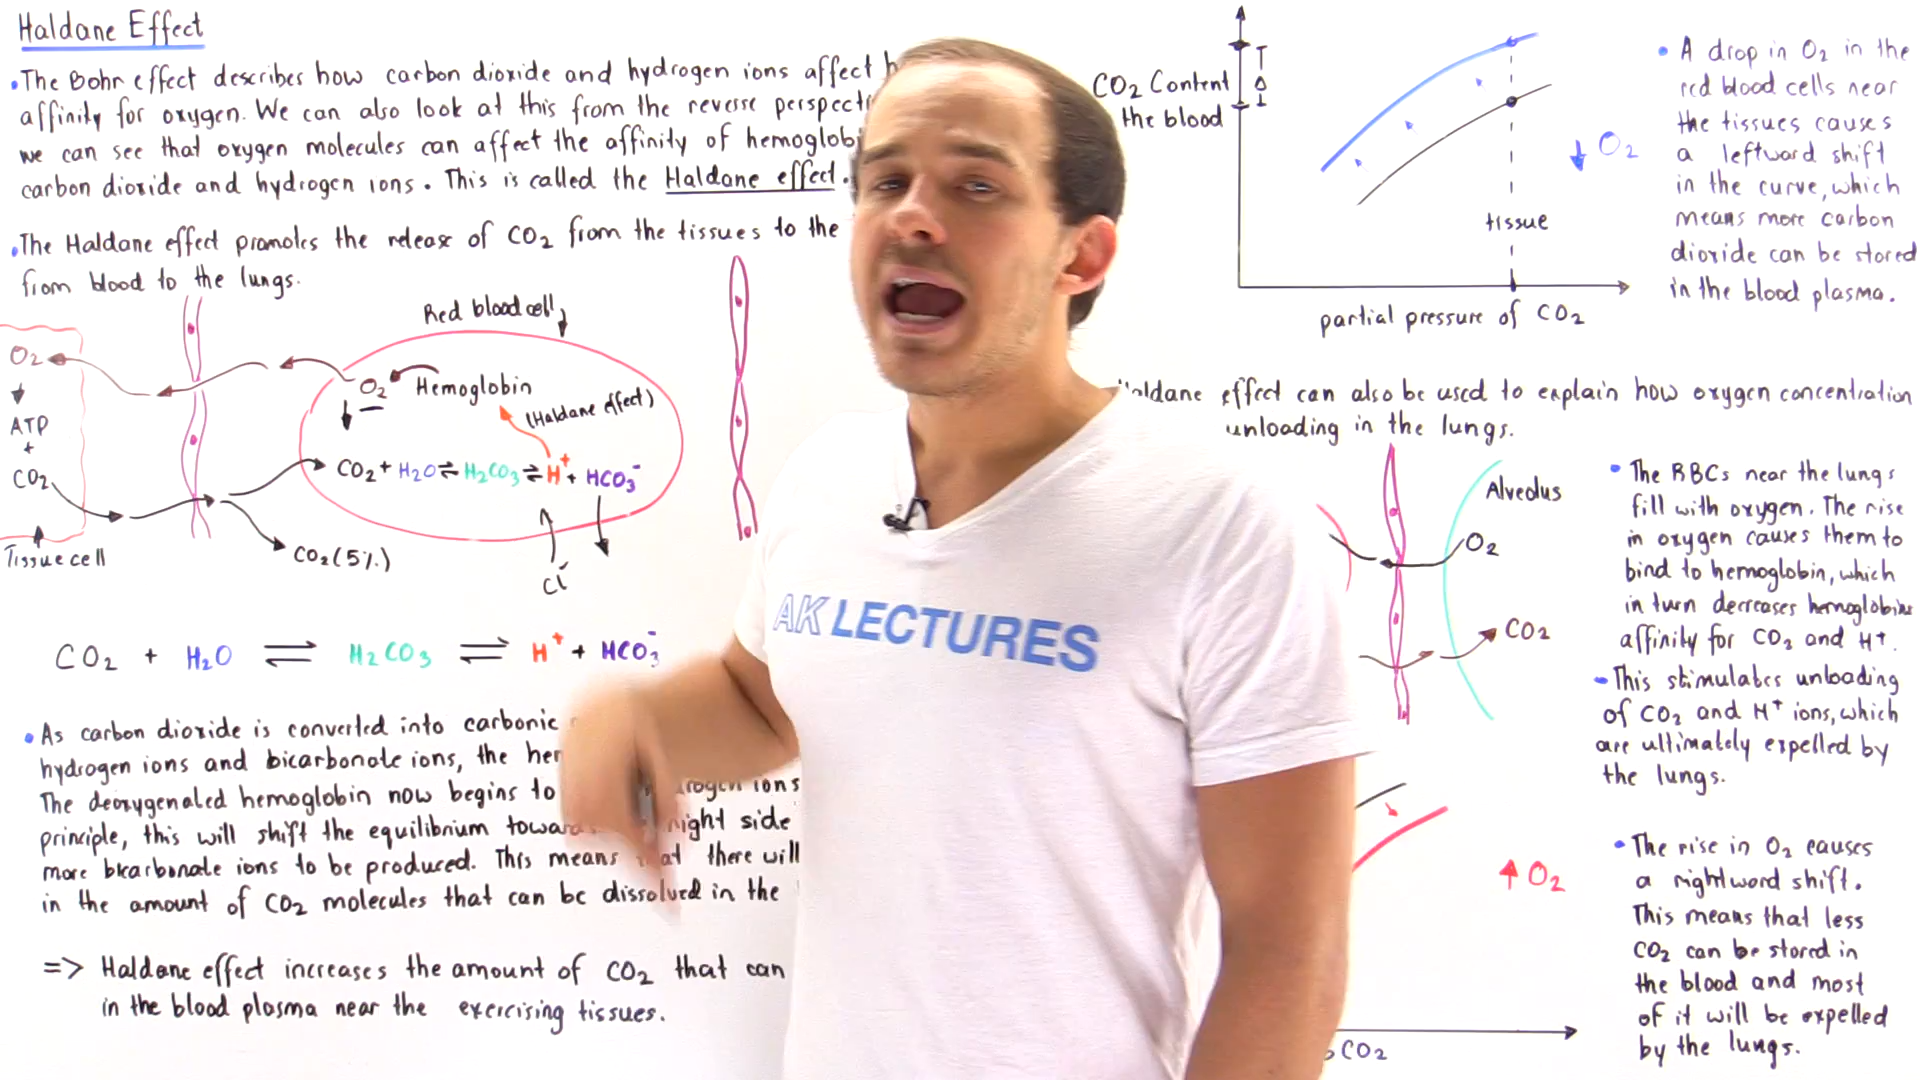 Haldane Effect
•The Bohr effect describes how carbon dioxide and hydrogen ions affect
affinity for oxygen. We can also look at this from the reverse
we can see that oxygen molecules can affect the affinity of
carbon dioxide and hydrogen ions. This is called the Haldane effect.
•The Haldane effect promotes the release of CO2 from the tissues to the
from blood to the lungs.
Red blood cell
O2
ATP
+
CO2
Tissue cell
O2
Hemoglobin
(Haldane effect)
CO2 + H2O ⇌ H2CO3 ⇌ H+ + HCO3-
CO2 (5%)
Cl-
CO2 + H2O ⇌ H2CO3 ⇌ H+ + HCO3-
• As carbon dioxide is converted into carbonic
hydrogen ions and bicarbonate ions, the
The deoxygenated hemoglobin now begins to ions
principle, this will shift the equilibrium right side
more bicarbonate ions to be produced. This means there will
in the amount of CO2 molecules that can be dissolved in the
=> Haldane effect increases the amount of CO2 that can
in the blood plasma near the exercising tissues.
AK LECTURES
CO2 Content
the blood
Δ
tissue
partial pressure of CO2
↓ O2
• A drop in O2 in the
red blood cells near
the tissues causes
a leftward shift
in the curve, which
means more carbon
dioxide can be stored
in the blood plasma.
effect can also be used to explain how oxygen concentration
unloading in the lungs.
Alveolus
O2
CO2
• The RBCs near the lungs
fill with oxygen. The rise
in oxygen causes them to
bind to hemoglobin, which
in turn decreases hemoglobins
affinity for CO2 and H+.
- This stimulates unloading
of CO2 and H+ ions, which
are ultimately expelled by
the lungs.
↑ O2
CO2
• The rise in O2 causes
a rightward shift.
This means that less
CO2 can be stored in
the blood and most
of it will be expelled
by the lungs.